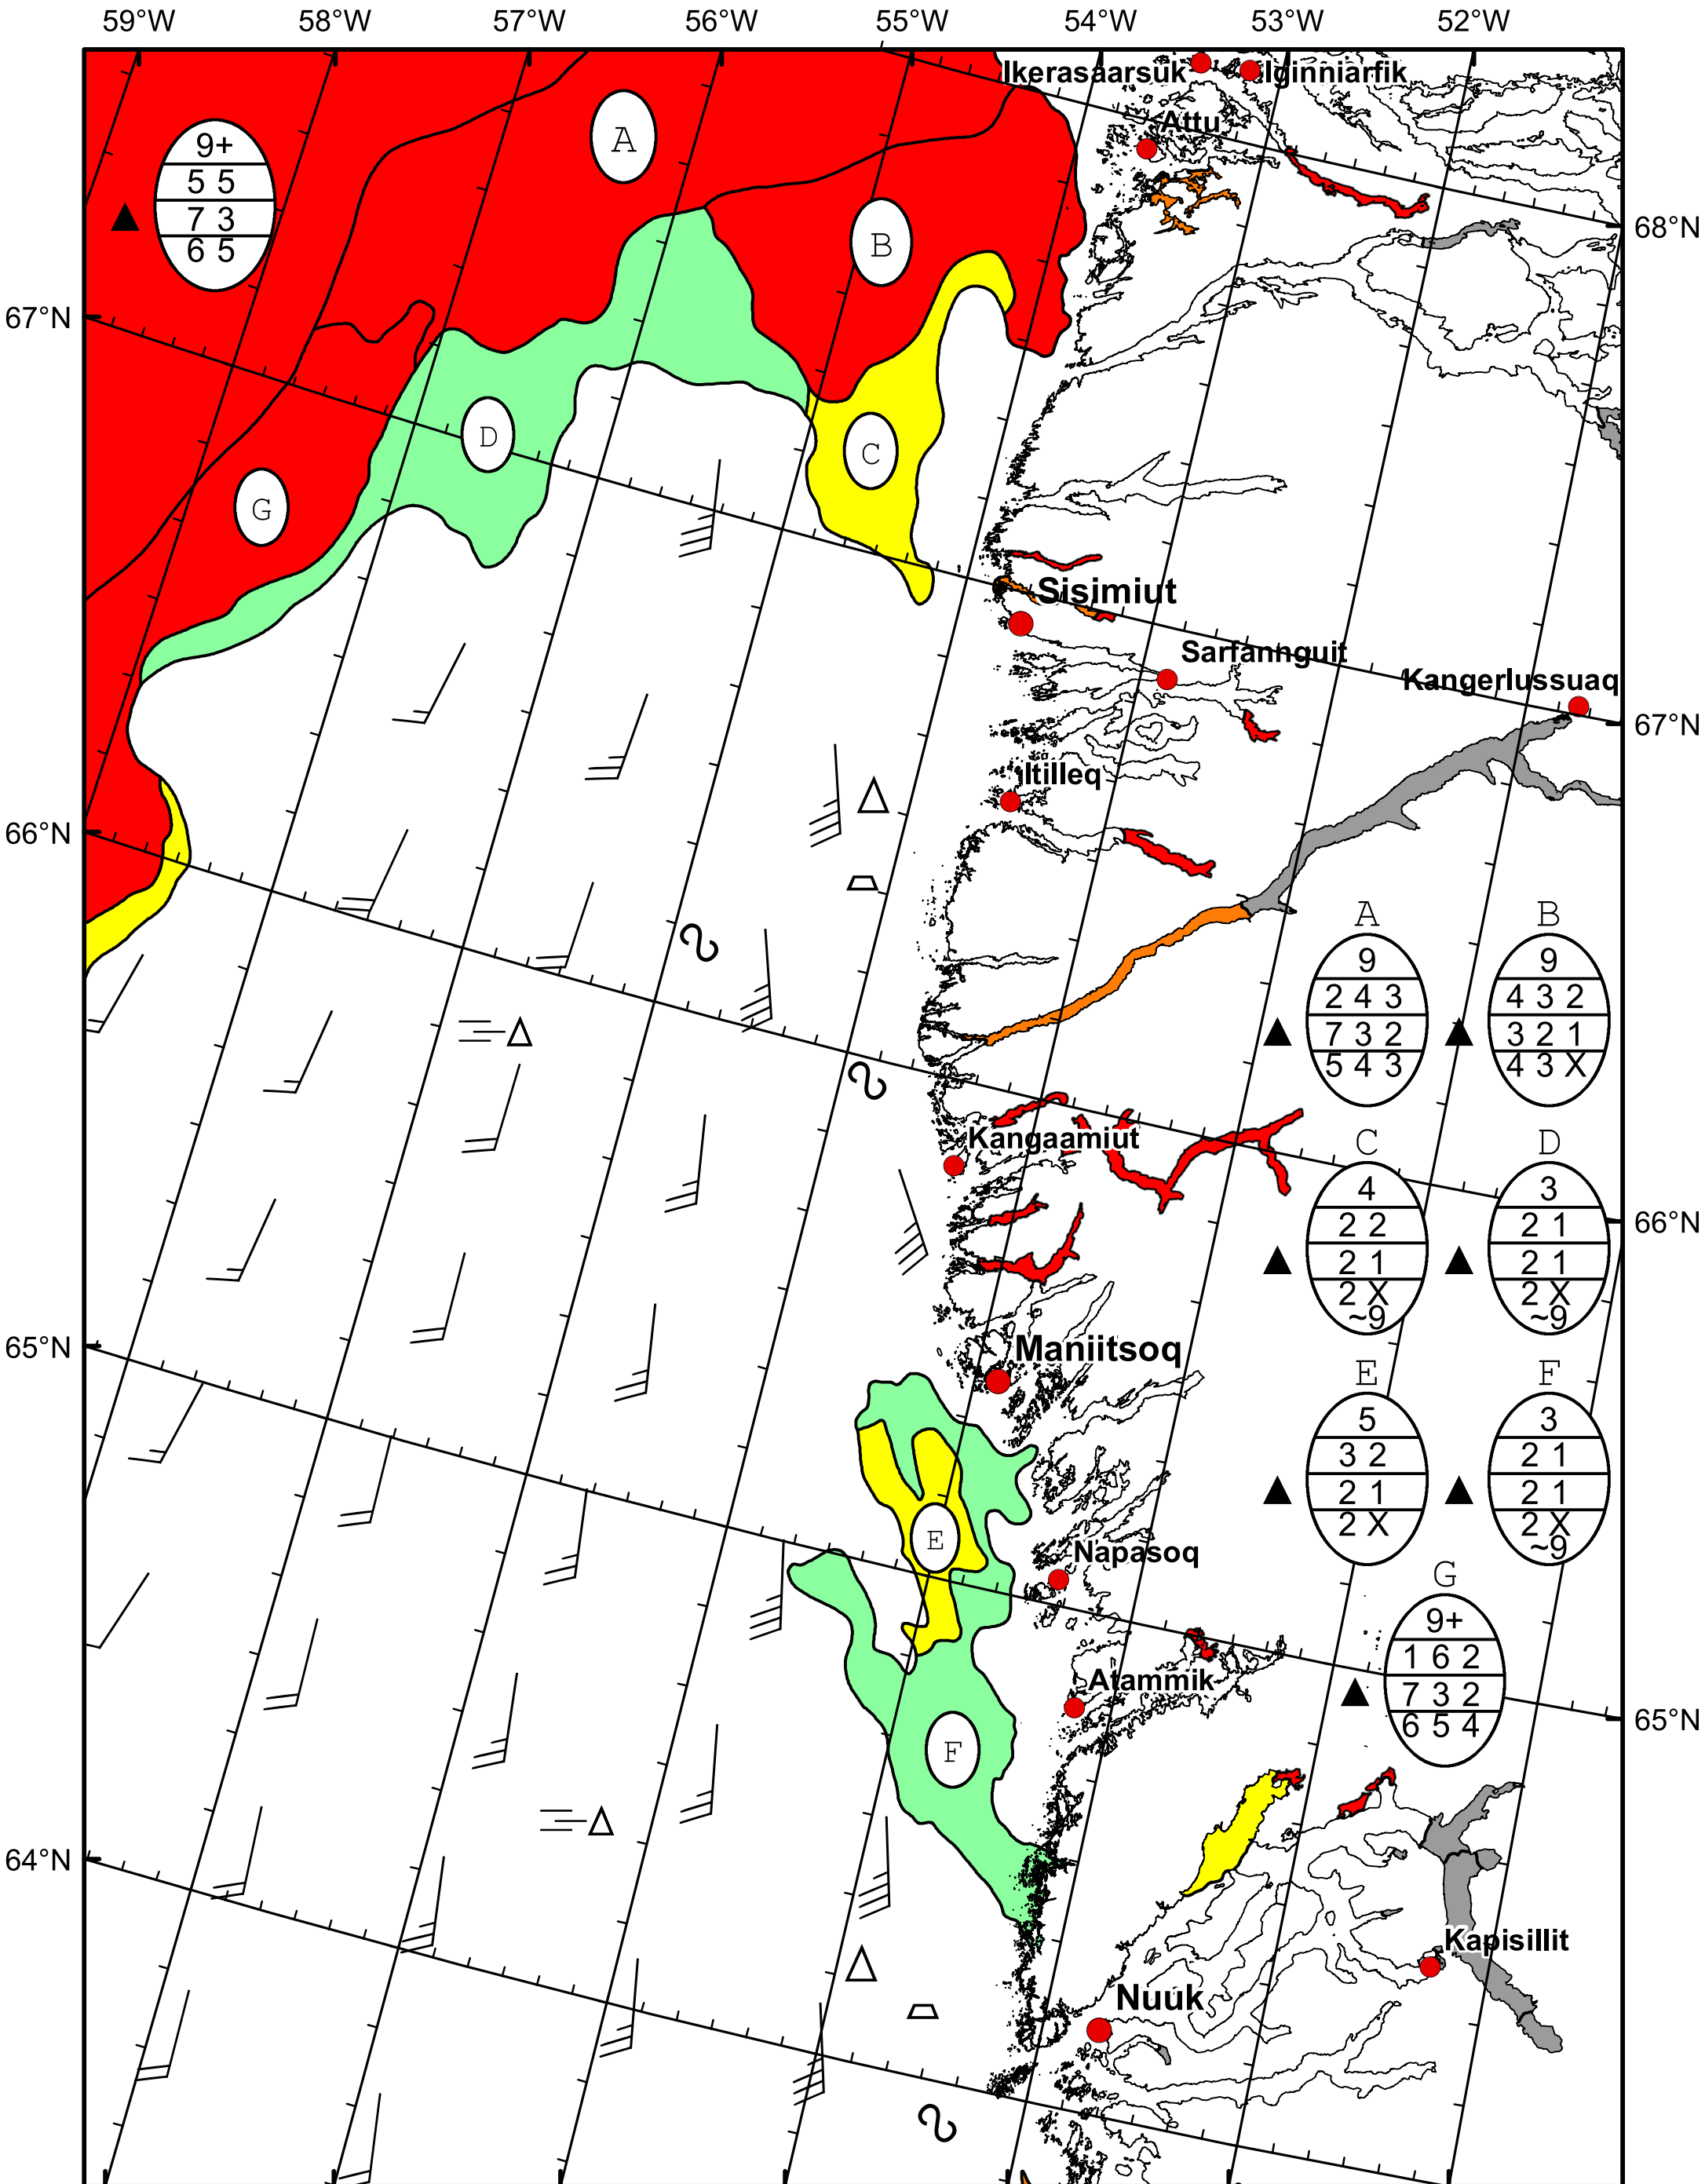 59°W 58°W 57°W 56°W 55°W 54°W 53°W 52°W
Ikerasaarsuk Iginniarfik
Attu
A
9+
5 5
7 3
6 5
B
68°N
67°N
D
C
G
Sisimiut
Sarfannguit
Kangerlussuaq
67°N
Itilleq
66°N
A
9
2 4 3
7 3 2
5 4 3
B
9
4 3 2
3 2 1
4 3 X
Kangaamiut
C
4
2 2
2 1
2 X
~9
D
3
2 1
2 1
2 X
~9
66°N
65°N
Maniitsoq
E
5
3 2
2 1
2 X
F
3
2 1
2 1
2 X
~9
E
Napasoq
G
9+
1 6 2
7 3 2
6 5 4
Atammik
65°N
F
64°N
Kapisillit
Nuuk